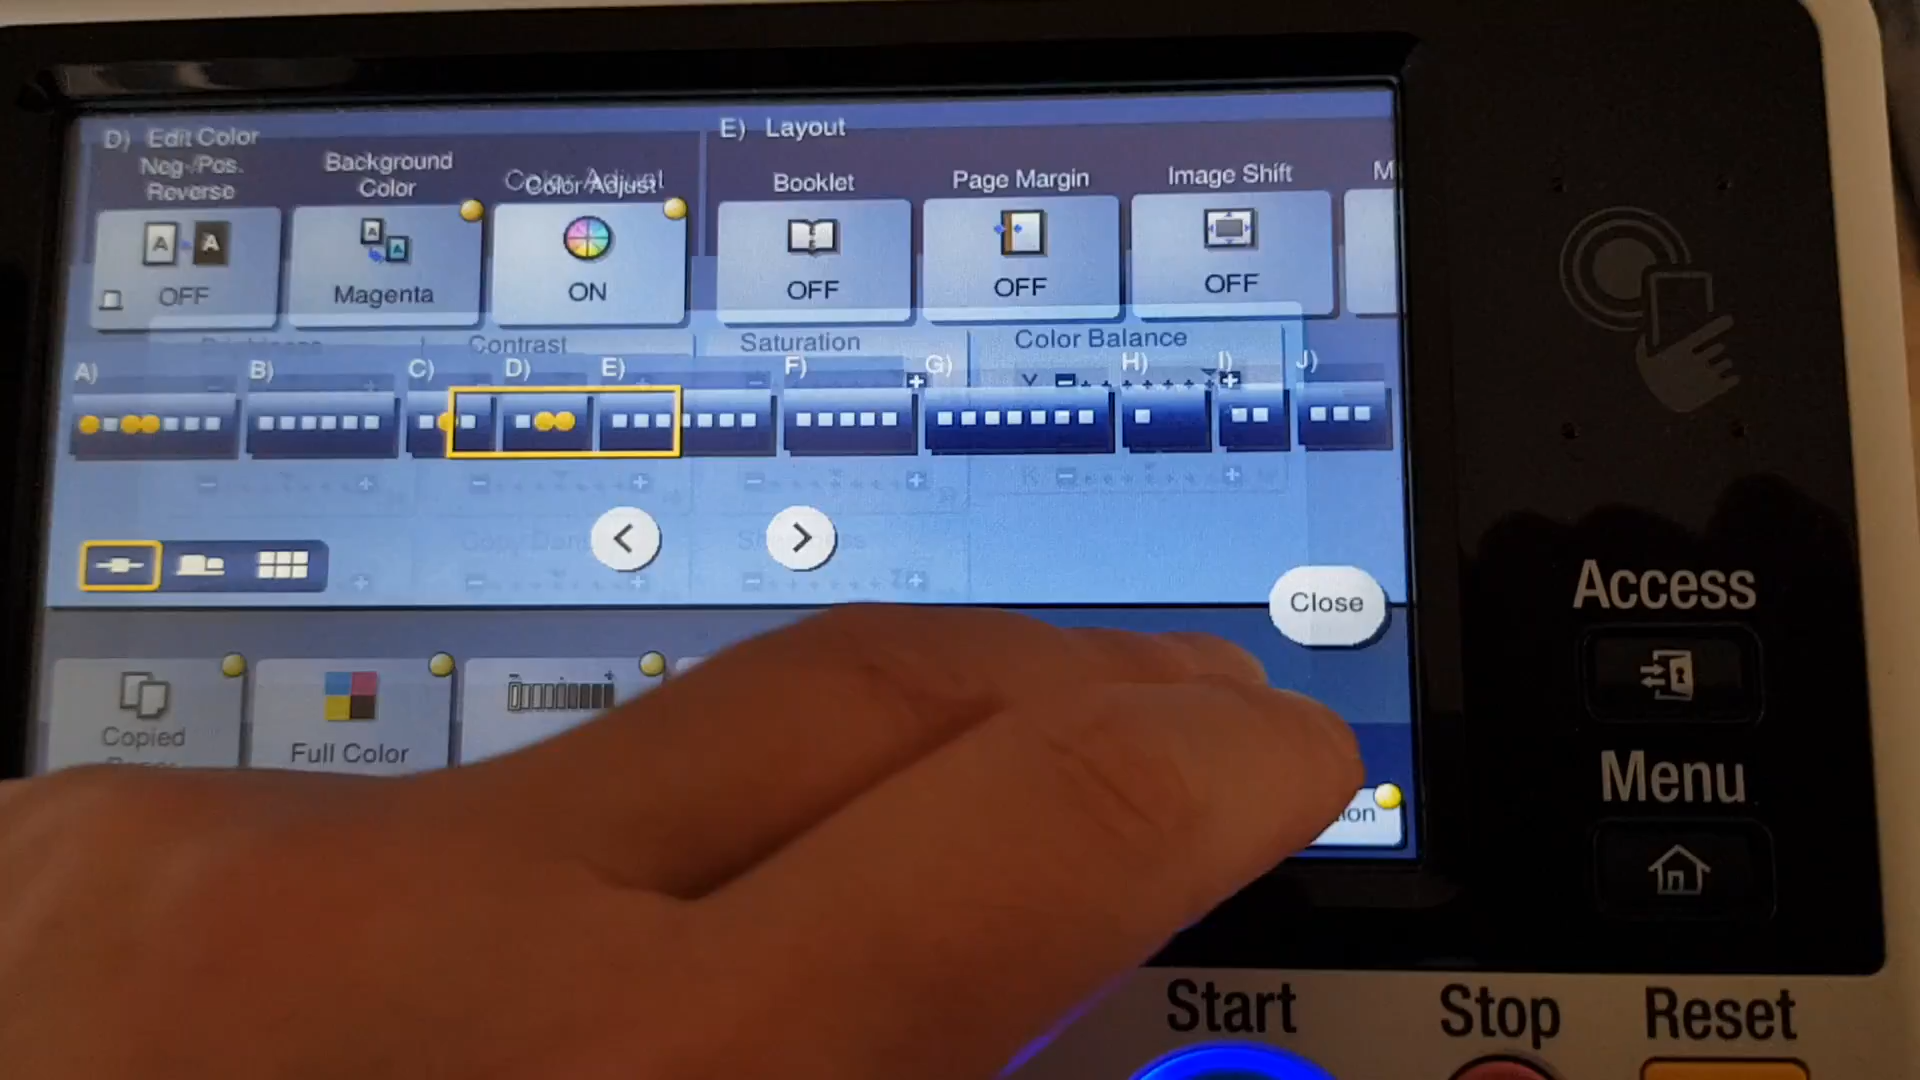 D) Edit Color
E) Layout
Neg-/Pos. Reverse
Background Color
Color Adjust
Booklet
Page Margin
Image Shift
M
OFF
Magenta
ON
OFF
OFF
OFF
Contrast
Saturation
Color Balance
A)
B)
C)
D)
E)
F)
G)
H)
I)
J)
Y
K
Close
Copied
Full Color
Access
Menu
Start
Stop
Reset